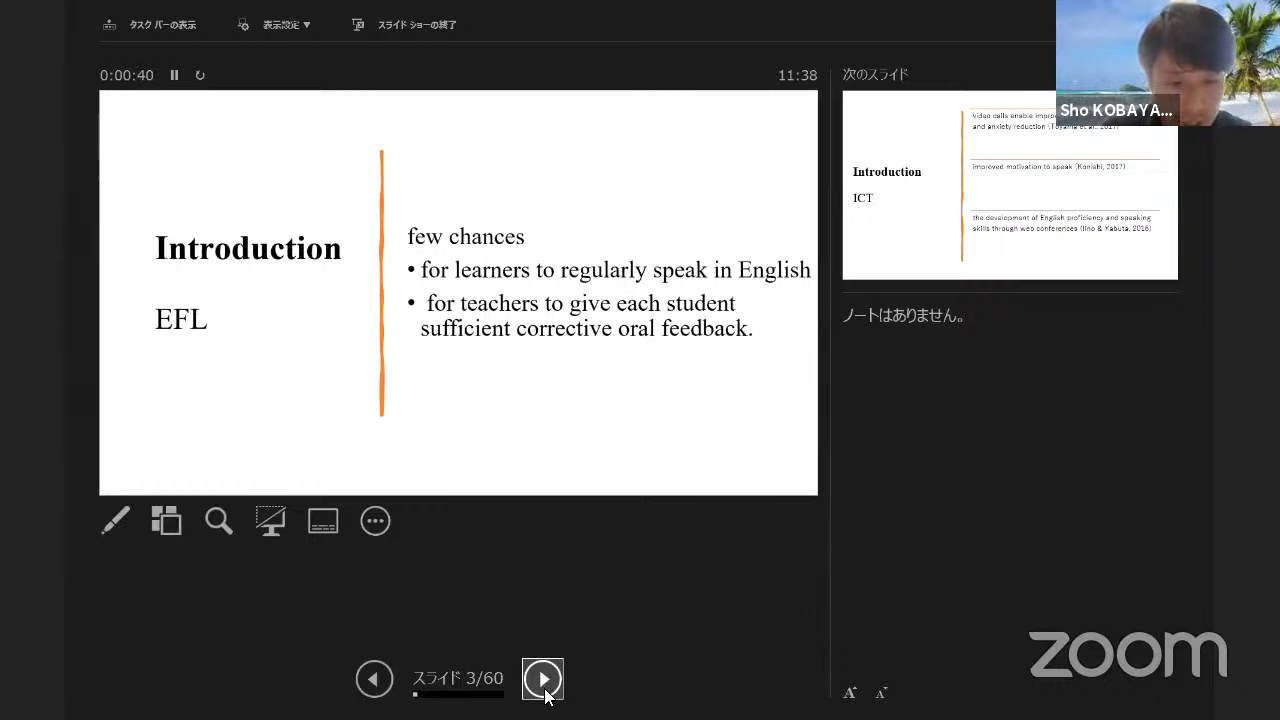 タスク バーの表示
表示設定 ▼
スライド ショーの終了
0:00:40
11:38
次のスライド
Sho KOBAYA...
Introduction
EFL
few chances
• for learners to regularly speak in English
• for teachers to give each student
sufficient corrective oral feedback.
video calls enable impro
and anxiety reduction (Toyama et al., 2017)
Introduction
ICT
improved motivation to speak (Konishi, 2017)
the development of English proficiency and speaking
skills through web conferences (Iino & Yabuta, 2016)
ノートはありません。
スライド 3/60
zoom
A
A